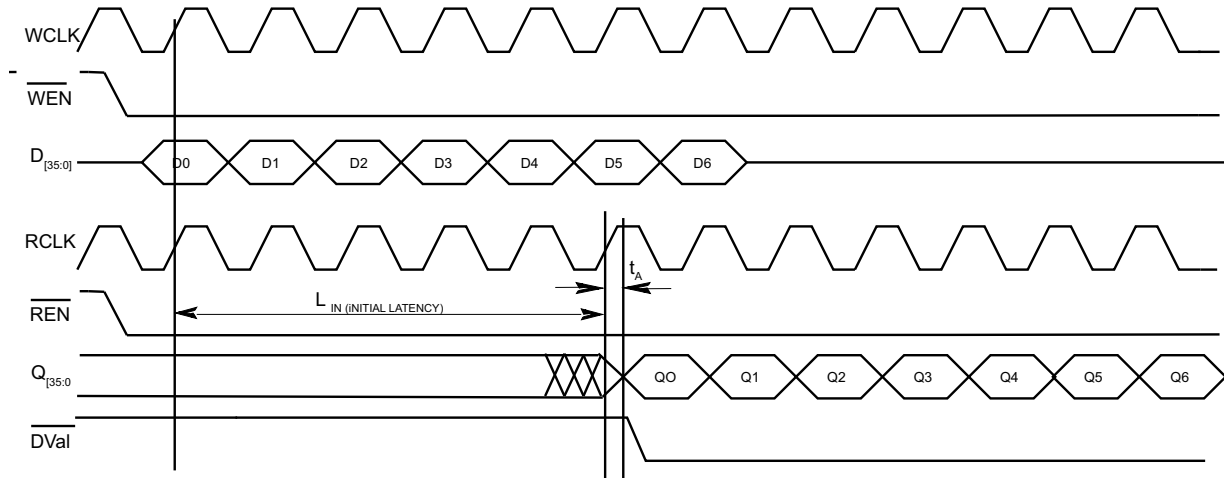 WCLK
WEN
D[35:0]
D0 D1 D2 D3 D4 D5 D6
RCLK
tA
REN
L IN (iNITIAL LATENCY)
Q[35:0
QO Q1 Q2 Q3 Q4 Q5 Q6
DVal